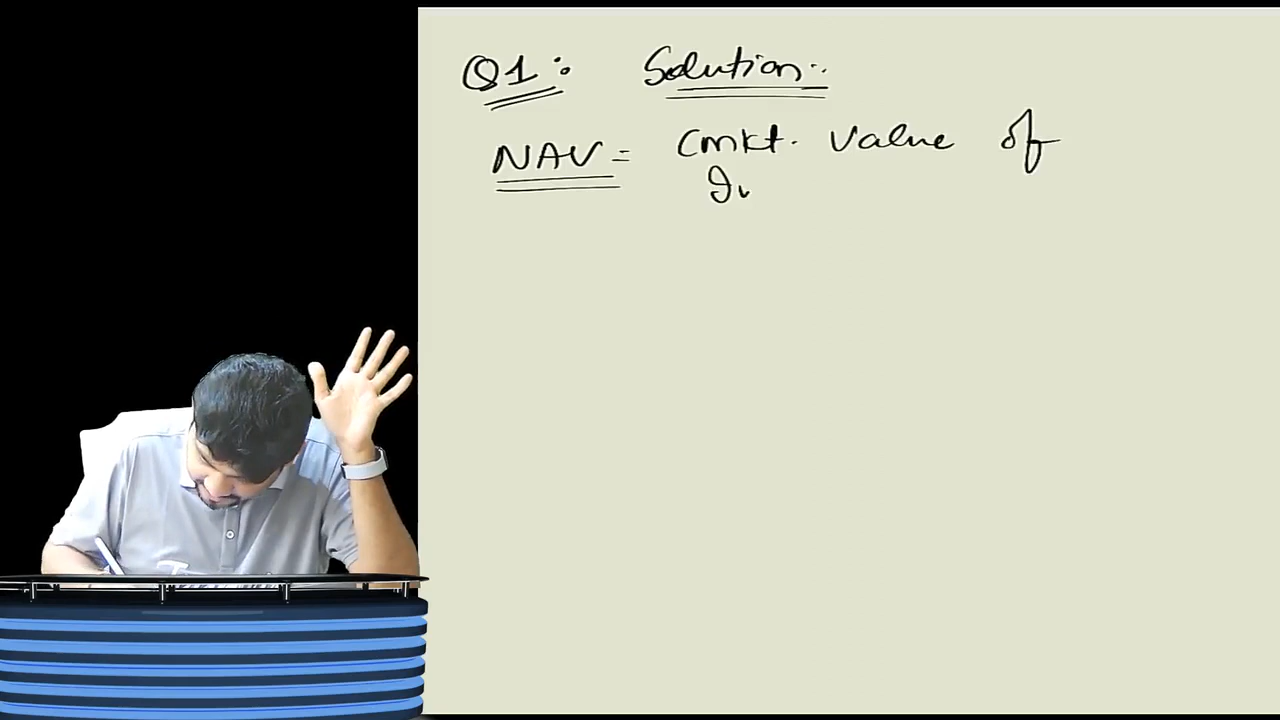 Q1: Solution:
NAV = (mkt. Value of